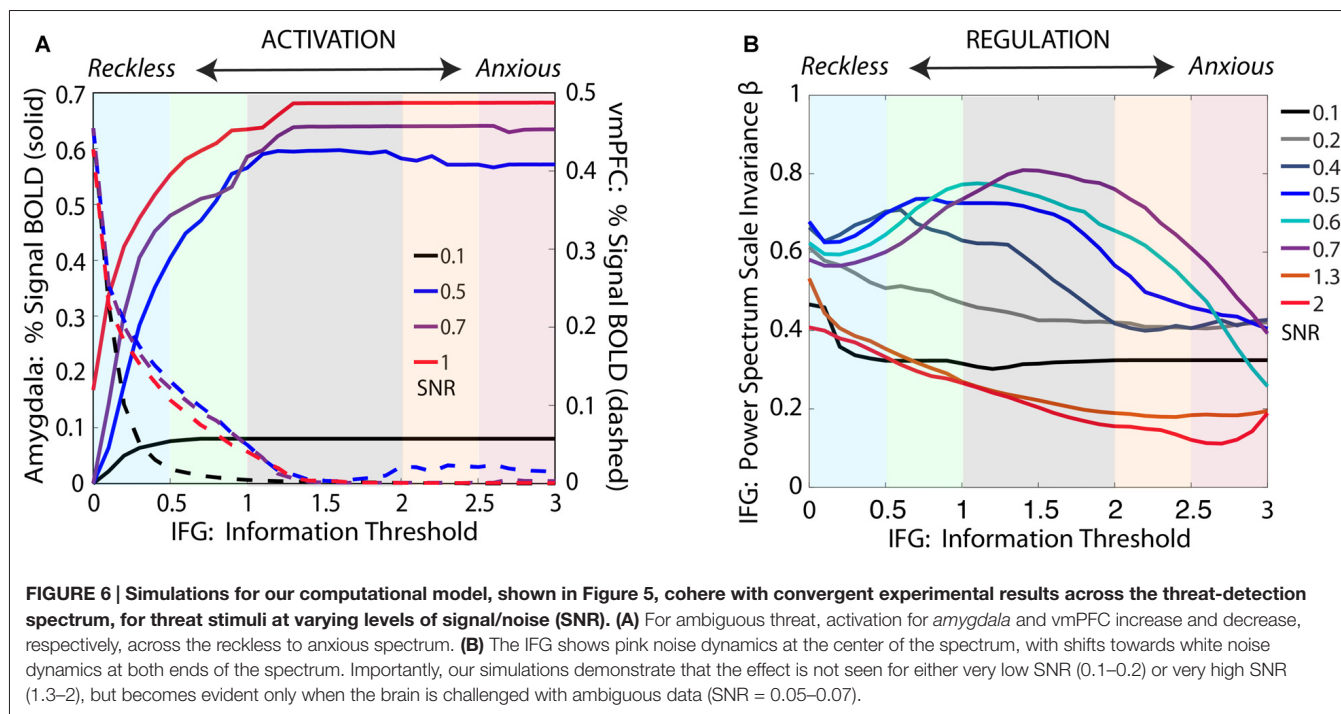 A
ACTIVATION
Reckless
Anxious
Amygdala: % Signal BOLD (solid)
0.7
0.6
0.5
0.4
0.3
0.2
0.1
0
0.5
0.4
0.3
0.2
0.1
0
vmPFC: % Signal BOLD (dashed)
0.1
0.5
0.7
1
SNR
0 0.5 1 1.5 2 2.5 3
IFG: Information Threshold
B
REGULATION
Reckless
Anxious
IFG: Power Spectrum Scale Invariance β
1
0.8
0.6
0.4
0.2
0
0 0.5 1 1.5 2 2.5 3
IFG: Information Threshold
0.1
0.2
0.4
0.5
0.6
0.7
1.3
2
SNR
FIGURE 6 | Simulations for our computational model, shown in Figure 5, cohere with convergent experimental results across the threat-detection
spectrum, for threat stimuli at varying levels of signal/noise (SNR). (A) For ambiguous threat, activation for amygdala and vmPFC increase and decrease,
respectively, across the reckless to anxious spectrum. (B) The IFG shows pink noise dynamics at the center of the spectrum, with shifts towards white noise
dynamics at both ends of the spectrum. Importantly, our simulations demonstrate that the effect is not seen for either very low SNR (0.1–0.2) or very high SNR
(1.3–2), but becomes evident only when the brain is challenged with ambiguous data (SNR = 0.05–0.07).